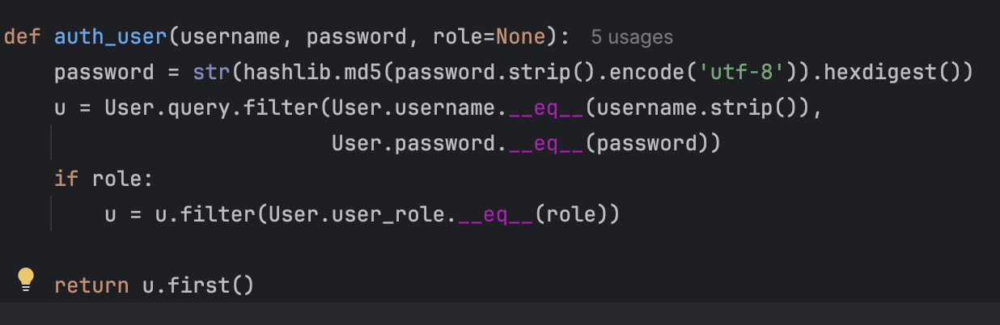 def auth_user(username, password, role=None): 5 usages
    password = str(hashlib.md5(password.strip().encode('utf-8')).hexdigest())
    u = User.query.filter(User.username.__eq__(username.strip()),
                          User.password.__eq__(password))
    if role:
        u = u.filter(User.user_role.__eq__(role))
    return u.first()